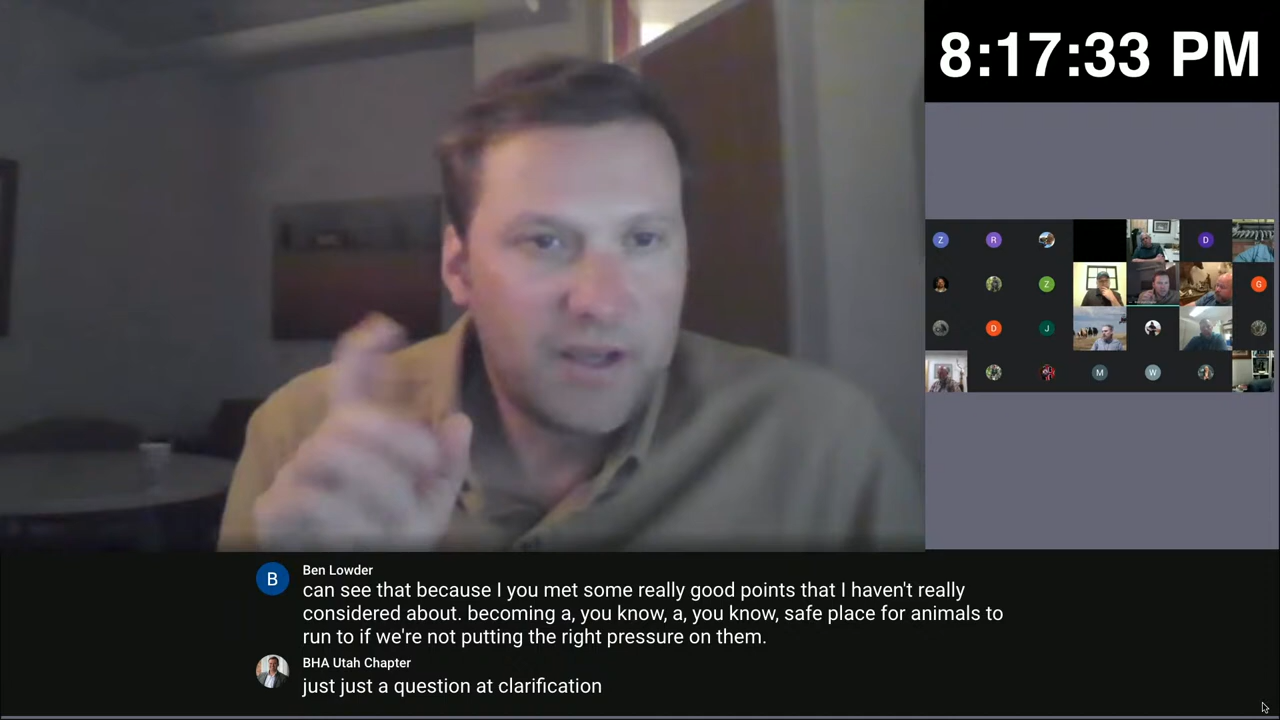 8:17:33 PM
Z
R
D
Z
G
D
J
M
W
B
Ben Lowder
can see that because I you met some really good points that I haven't really
considered about. becoming a, you know, a, you know, safe place for animals to
run to if we're not putting the right pressure on them.
BHA Utah Chapter
just just a question at clarification